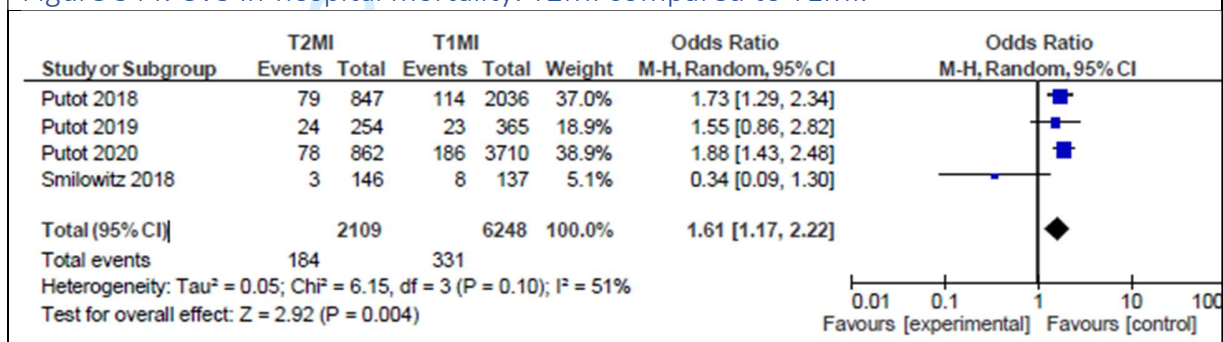 T2MI T1MI Odds Ratio Odds Ratio
Study or Subgroup Events Total Events Total Weight M-H, Random, 95% CI M-H, Random, 95% CI
Putot 2018 79 847 114 2036 37.0% 1.73 [1.29, 2.34]
Putot 2019 24 254 23 365 18.9% 1.55 [0.86, 2.82]
Putot 2020 78 862 186 3710 38.9% 1.88 [1.43, 2.48]
Smilowitz 2018 3 146 8 137 5.1% 0.34 [0.09, 1.30]
Total (95% CI) 2109 6248 100.0% 1.61 [1.17, 2.22]
Total events 184 331
Heterogeneity: Tau² = 0.05; Chi² = 6.15, df = 3 (P = 0.10); I² = 51%
Test for overall effect: Z = 2.92 (P = 0.004)
0.01 0.1 1 10 100
Favours [experimental] Favours [control]